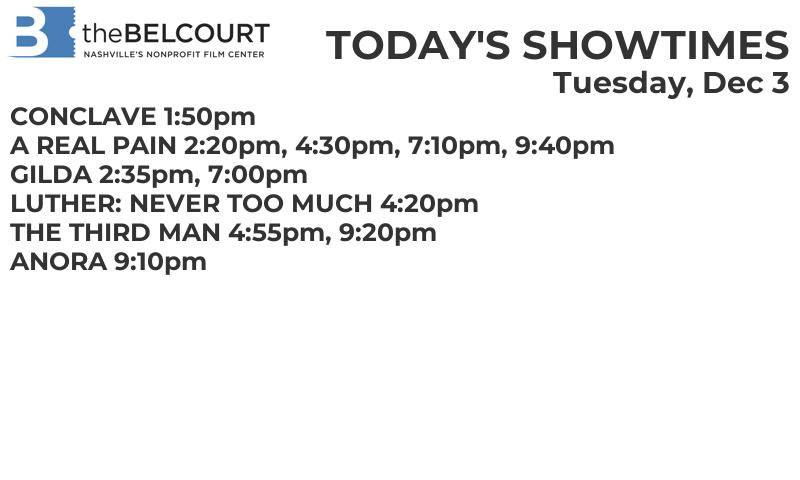 B theBELCOURT
NASHVILLE'S NONPROFIT FILM CENTER
TODAY'S SHOWTIMES
Tuesday, Dec 3
CONCLAVE 1:50pm
A REAL PAIN 2:20pm, 4:30pm, 7:10pm, 9:40pm
GILDA 2:35pm, 7:00pm
LUTHER: NEVER TOO MUCH 4:20pm
THE THIRD MAN 4:55pm, 9:20pm
ANORA 9:10pm